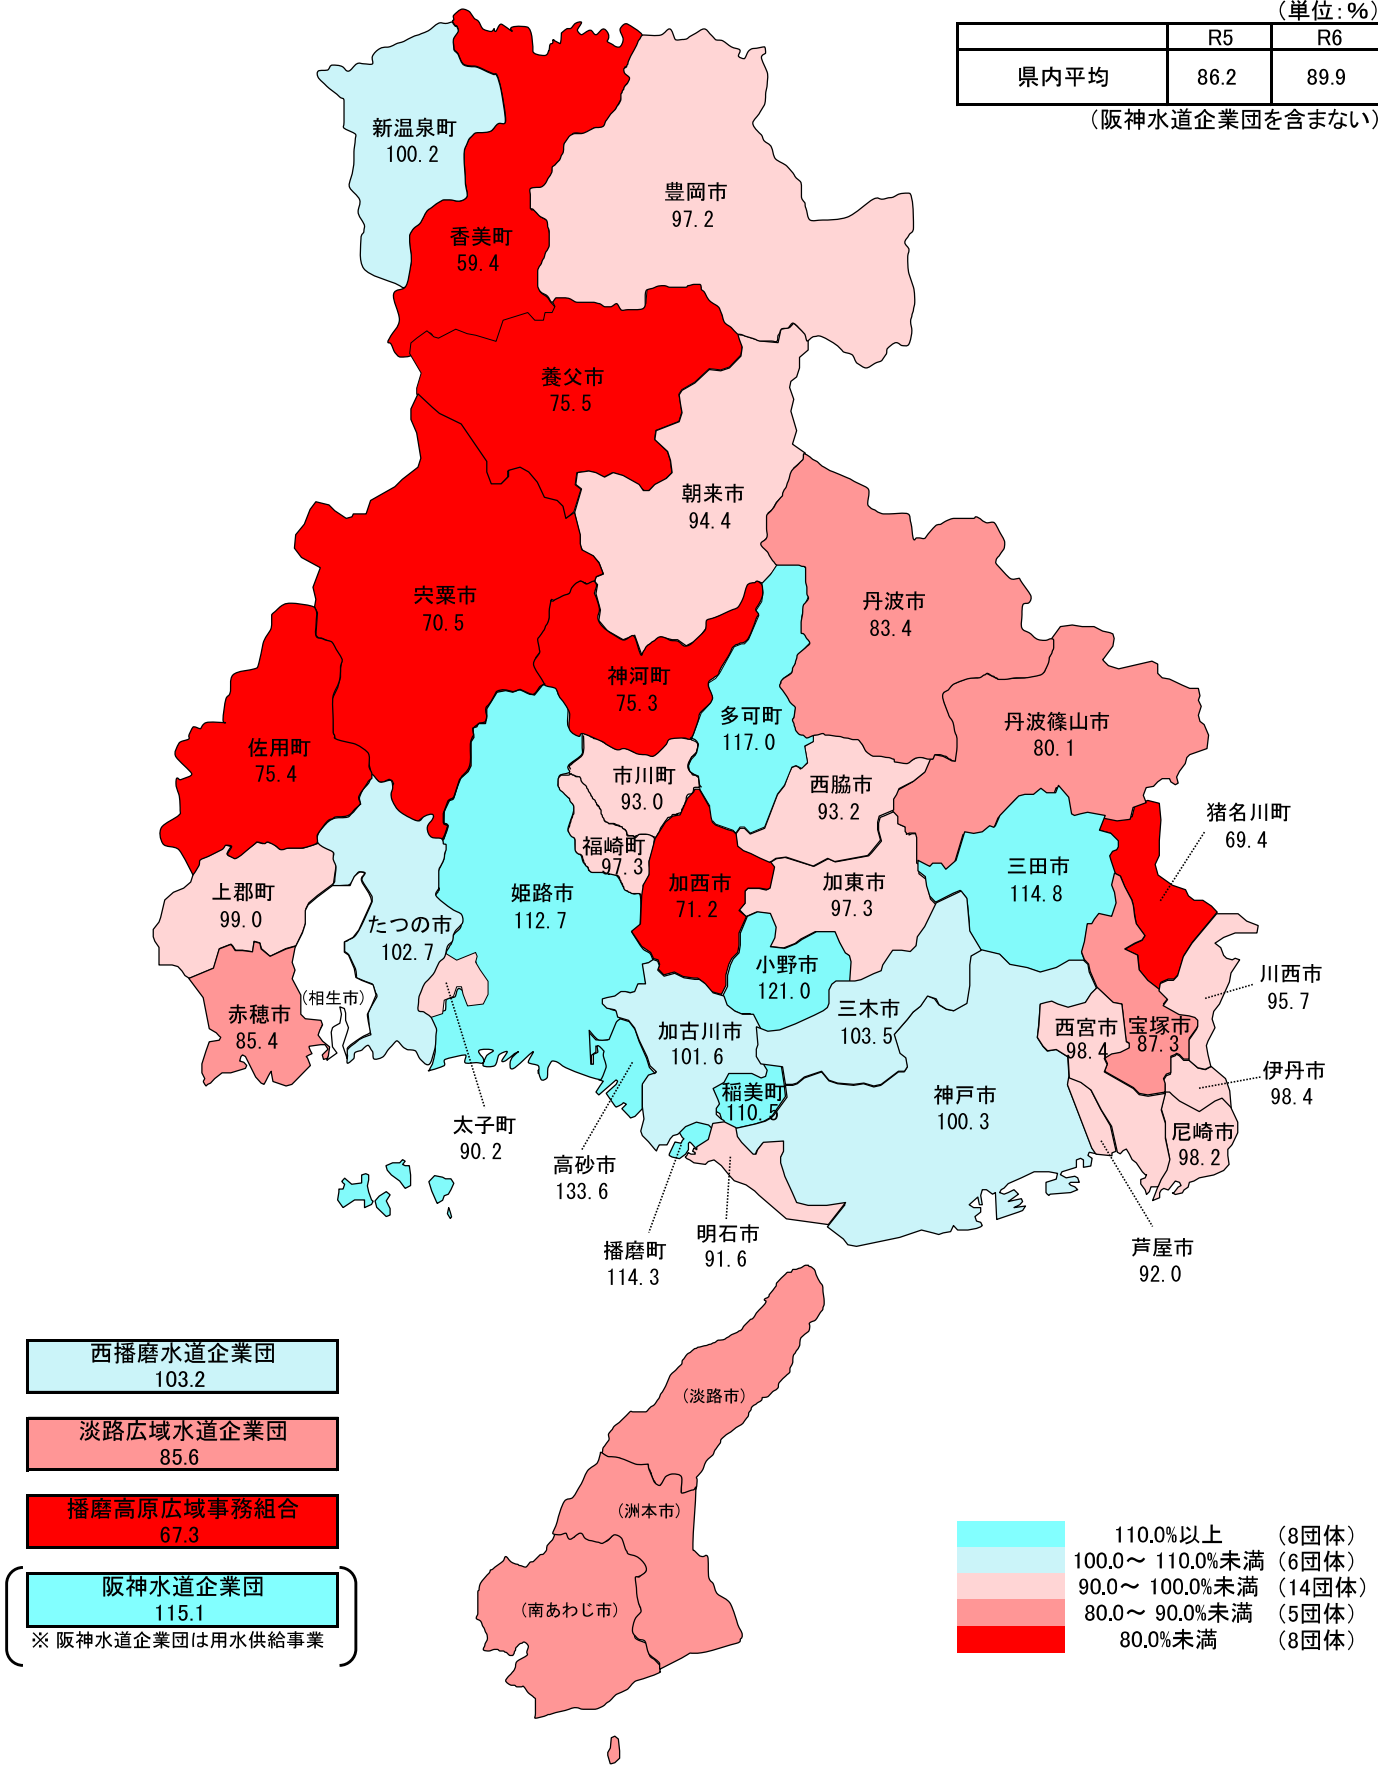 （単位：％）
R5 R6
県内平均 86.2 89.9
（阪神水道企業団を含まない）
新温泉町
100.2
豊岡市
97.2
香美町
59.4
養父市
75.5
朝来市
94.4
宍粟市
70.5
丹波市
83.4
神河町
75.3
多可町
117.0
丹波篠山市
80.1
佐用町
75.4
市川町
93.0
西脇市
93.2
猪名川町
69.4
福崎町
97.3
三田市
114.8
上郡町
99.0
姫路市
112.7
加西市
71.2
加東市
97.3
たつの市
102.7
小野市
121.0
川西市
95.7
（相生市）
赤穂市
85.4
三木市
103.5
加古川市
101.6
西宮市
98.4
宝塚市
87.3
伊丹市
98.4
稲美町
110.5
神戸市
100.3
太子町
90.2
尼崎市
98.2
高砂市
133.6
明石市
91.6
播磨町
114.3
芦屋市
92.0
西播磨水道企業団
103.2
淡路広域水道企業団
85.6
播磨高原広域事務組合
67.3
阪神水道企業団
115.1
※ 阪神水道企業団は用水供給事業
（淡路市）
（洲本市）
（南あわじ市）
110.0%以上 （8団体）
100.0～ 110.0%未満 （6団体）
90.0～ 100.0%未満 （14団体）
80.0～ 90.0%未満 （5団体）
80.0%未満 （8団体）